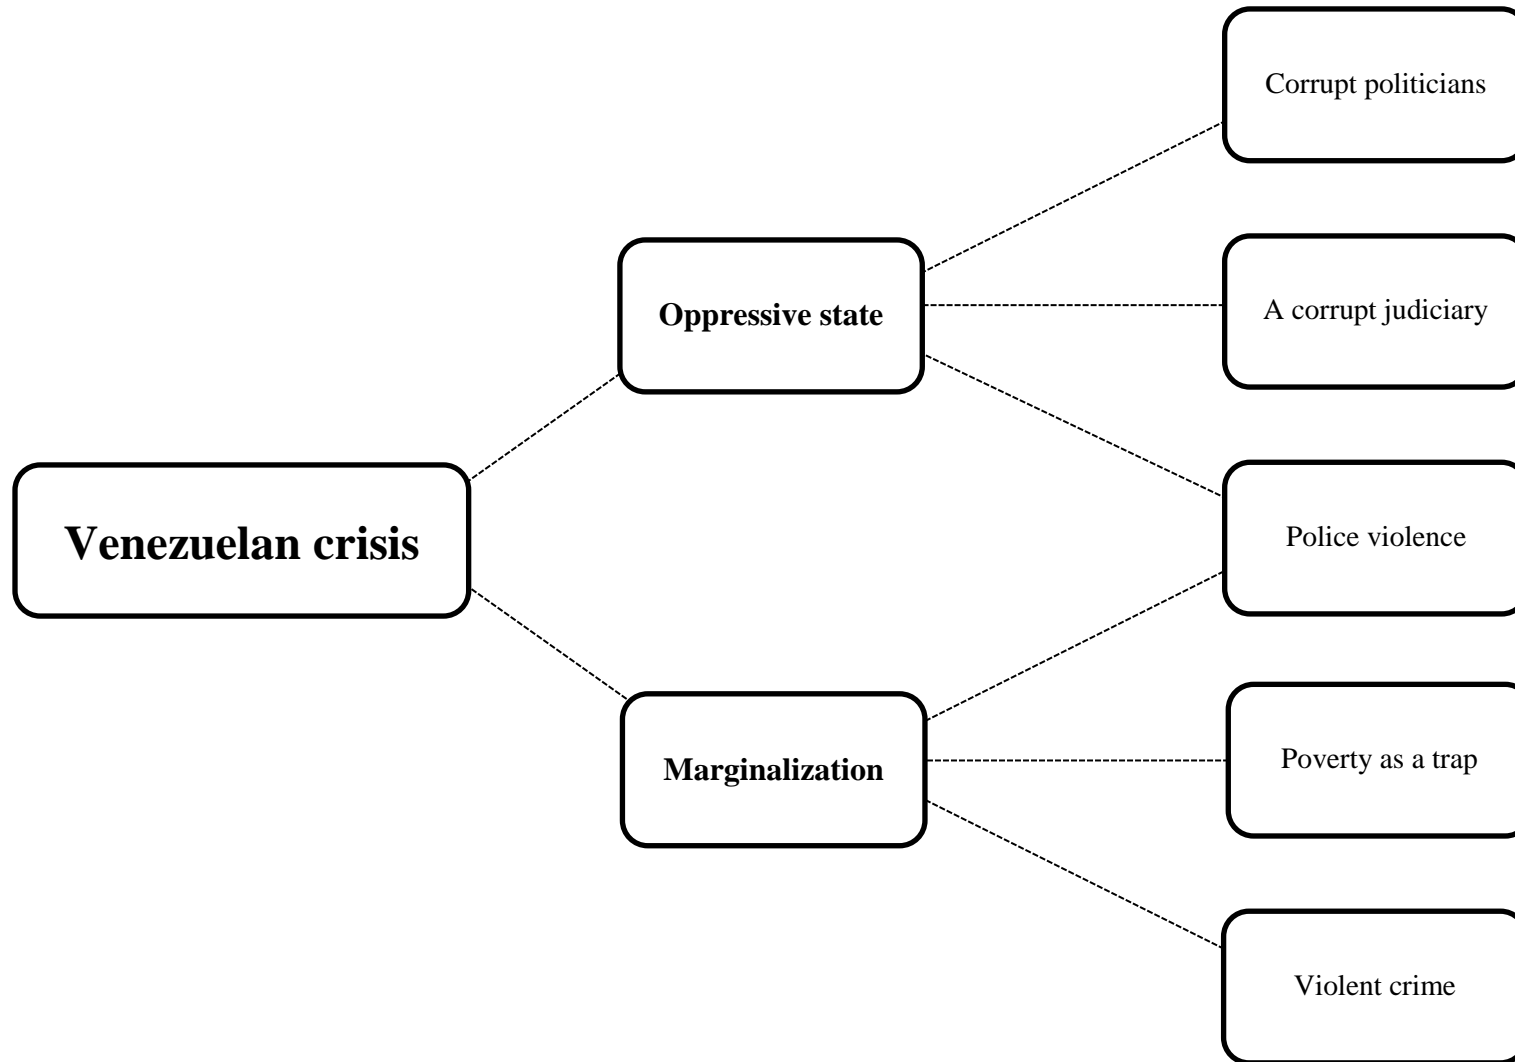 Corrupt politicians
Oppressive state
A corrupt judiciary
Venezuelan crisis
Police violence
Marginalization
Poverty as a trap
Violent crime